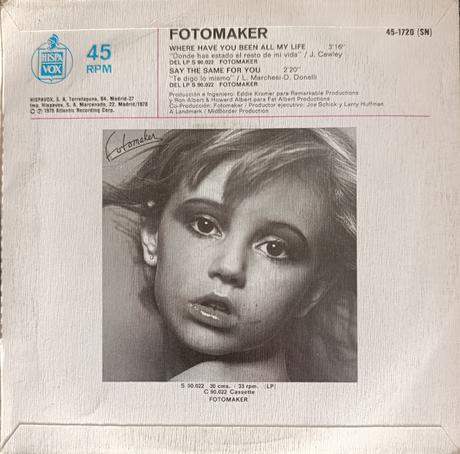 FOTOMAKER
45-1720 (SN)
HISPA
VOX
45
RPM
WHERE HAVE YOU BEEN ALL MY LIFE 3'16"
"Donde has estado el resto de mi vida" / J. Cawley
DEL LP S 90.022 FOTOMAKER
SAY THE SAME FOR YOU 2'20"
"Te digo lo mismo" / L. Marchesi-D. Donelli
DEL LP S 90.022 FOTOMAKER
HISPAVOX, S. A. Torrelaguna, 64. Madrid-27
Imp. Hispavox, S. A. Marcenado, 22. Madrid/1978
© ℗ 1978 Atlantic Recording Corp.
Producción e Ingeniero: Eddie Kramer para Remarkable Productions
y Ron Albert & Howard Albert para Fat Albert Productions
Co-Producción: Fotomaker / Productor ejecutivo: Joe Schick y Larry Huffman
A Landmark / MidBorder Production
Fotomaker
S 90.022 30 cms. - 33 rpm. (LP)
C 90.022 Cassette
FOTOMAKER